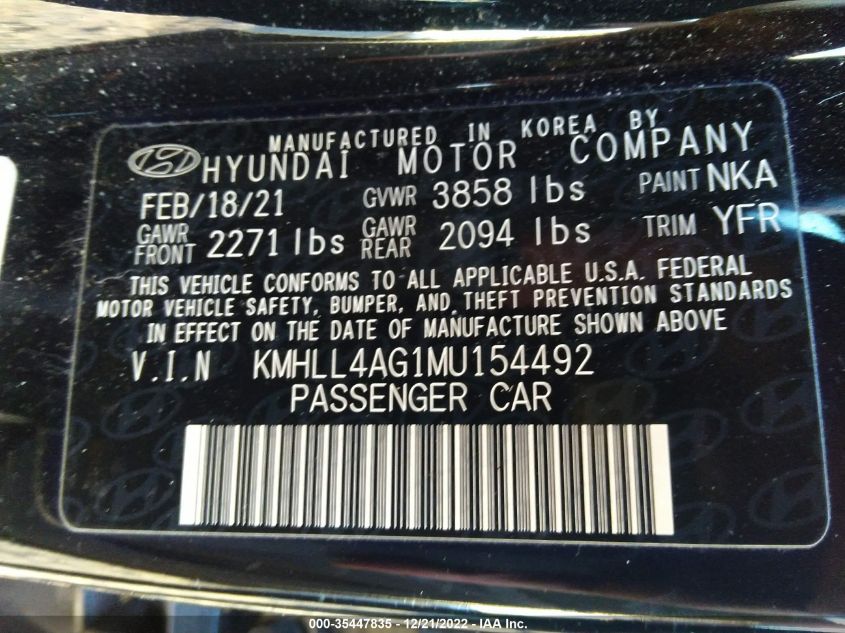 MANUFACTURED IN KOREA BY
HYUNDAI MOTOR COMPANY
FEB/18/21 GVWR 3858 lbs PAINT NKA
GAWR FRONT 2271 lbs GAWR REAR 2094 lbs TRIM YFR
THIS VEHICLE CONFORMS TO ALL APPLICABLE U.S.A. FEDERAL
MOTOR VEHICLE SAFETY, BUMPER, AND THEFT PREVENTION STANDARDS
IN EFFECT ON THE DATE OF MANUFACTURE SHOWN ABOVE
V.I.N KMHLL4AG1MU154492
PASSENGER CAR
000-35447835 - 12/21/2022 - IAA Inc.